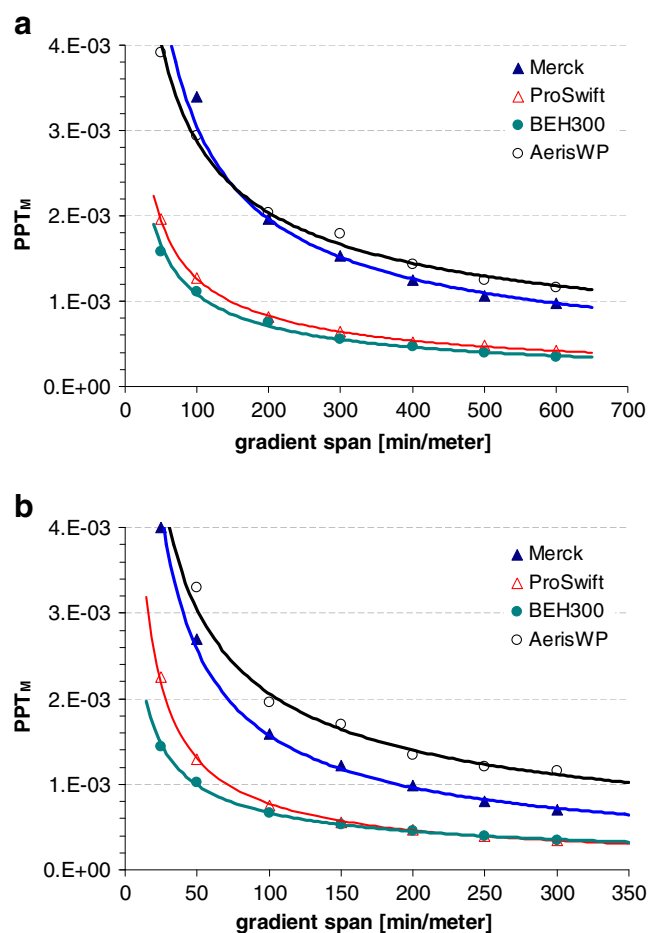 a
4.E-03
3.E-03
2.E-03
1.E-03
0.E+00
PPTM
Merck
ProSwift
BEH300
AerisWP
0 100 200 300 400 500 600 700
gradient span [min/meter]
b
4.E-03
3.E-03
2.E-03
1.E-03
0.E+00
PPTM
Merck
ProSwift
BEH300
AerisWP
0 50 100 150 200 250 300 350
gradient span [min/meter]